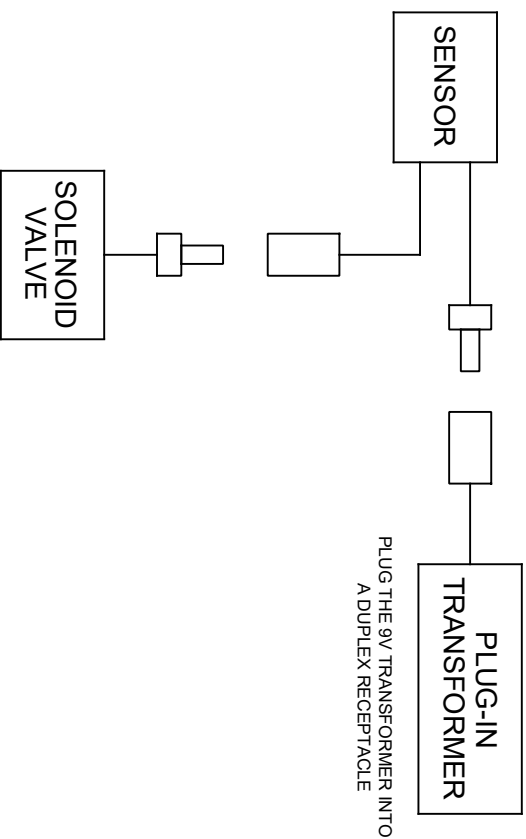 SENSOR
PLUG-IN
TRANSFORMER
PLUG THE 9V TRANSFORMER INTO
A DUPLEX RECEPTACLE
SOLENOID
VALVE